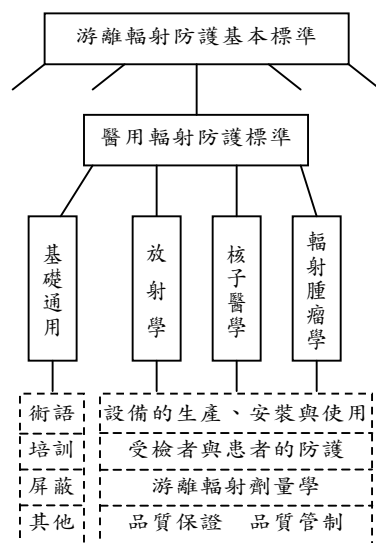 游離輻射防護基本標準
醫用輻射防護標準
基礎通用
放射學
核子醫學
輻射腫瘤學
術語
設備的生產、安裝與使用
培訓
受檢者與患者的防護
屏蔽
游離輻射劑量學
其他
品質保證 品質管制